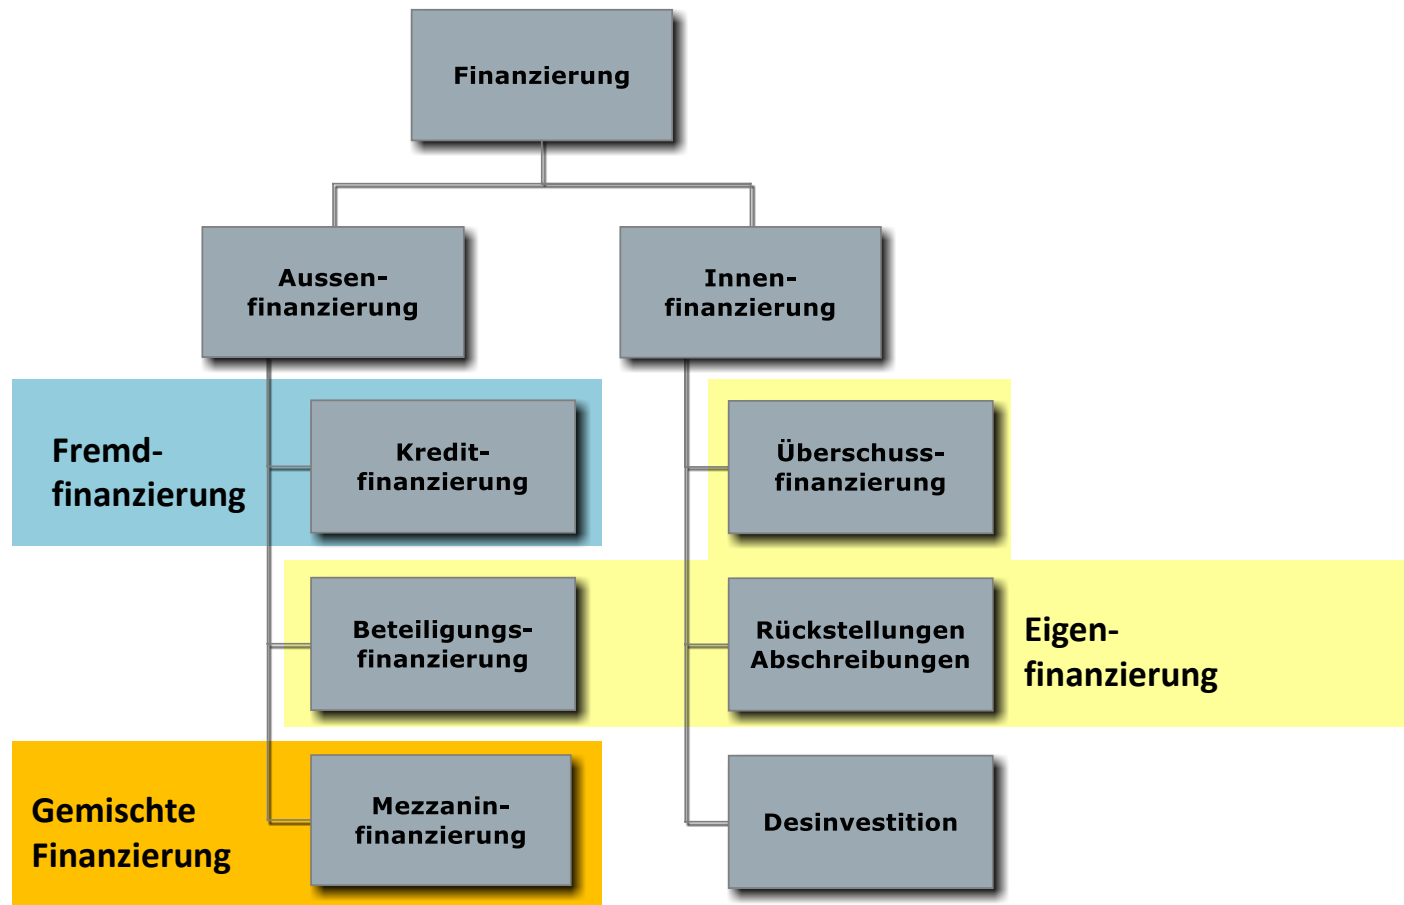 Finanzierung
Aussen-
finanzierung
Innen-
finanzierung
Fremd-
finanzierung
Kredit-
finanzierung
Überschuss-
finanzierung
Beteiligungs-
finanzierung
Rückstellungen
Abschreibungen
Eigen-
finanzierung
Gemischte
Finanzierung
Mezzanin-
finanzierung
Desinvestition